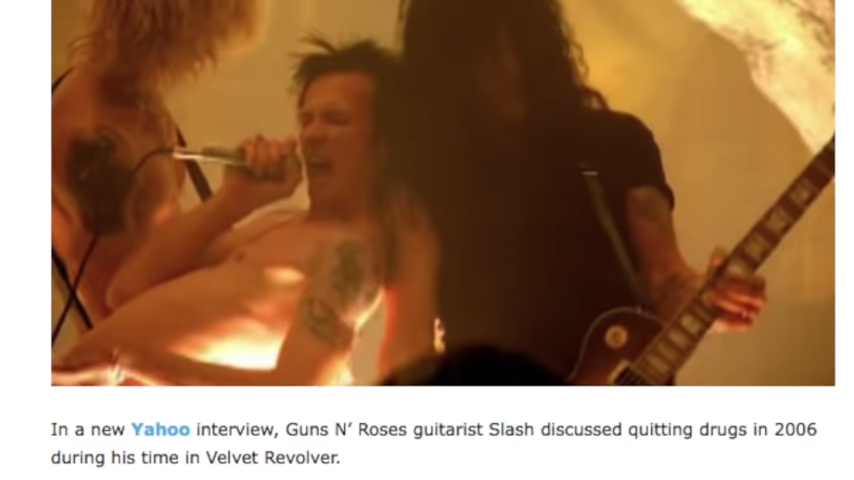 In a new Yahoo interview, Guns N’ Roses guitarist Slash discussed quitting drugs in 2006
during his time in Velvet Revolver.